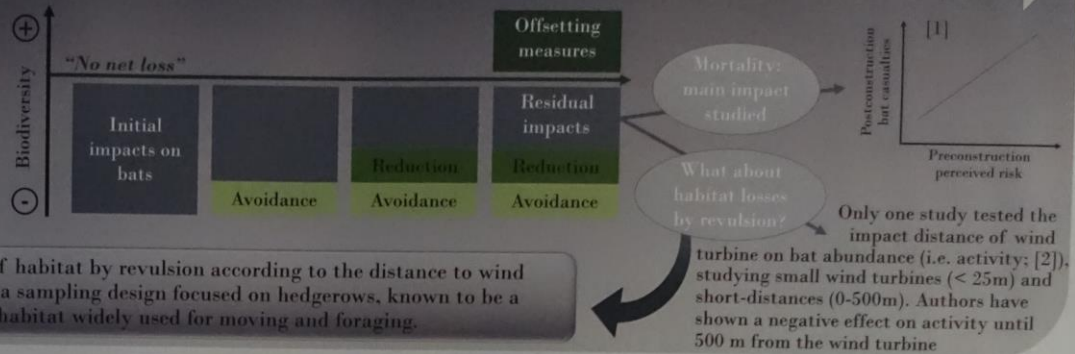 Biodiversity
+
-
"No net loss"
Initial
impacts on
bats
Avoidance
Reduction
Avoidance
Offsetting
measures
Residual
impacts
Reduction
Avoidance
Mortality:
main impact
studied
What about
habitat losses
by revulsion?
[1]
Postconstruction
bat casualties
Preconstruction
perceived risk
Only one study tested the
impact distance of wind
turbine on bat abundance (i.e. activity; [2]),
studying small wind turbines (< 25m) and
short-distances (0-500m). Authors have
shown a negative effect on activity until
500 m from the wind turbine
f habitat by revulsion according to the distance to wind
a sampling design focused on hedgerows, known to be a
habitat widely used for moving and foraging.